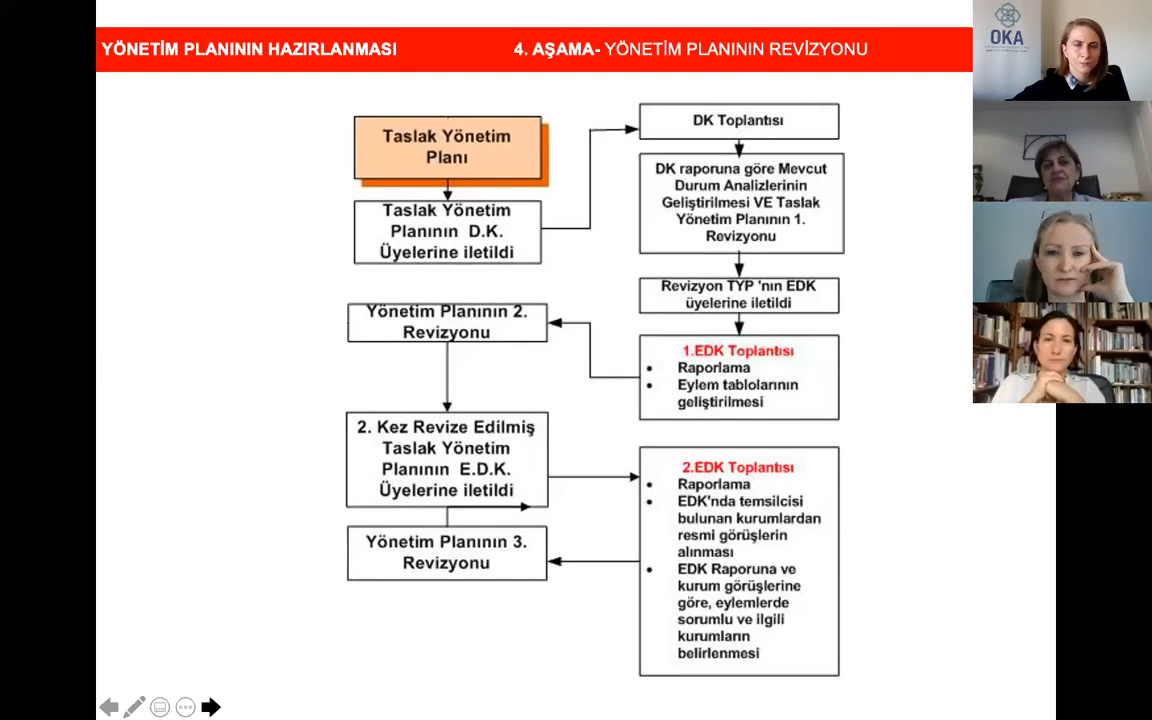 YÖNETİM PLANININ HAZIRLANMASI
4. AŞAMA- YÖNETİM PLANININ REVİZYONU
Taslak Yönetim
Planı
Taslak Yönetim
Planının D.K.
Üyelerine iletildi
DK Toplantısı
DK raporuna göre Mevcut
Durum Analizlerinin
Geliştirilmesi VE Taslak
Yönetim Planının 1.
Revizyonu
Revizyon TYP 'nın EDK
üyelerine iletildi
1.EDK Toplantısı
• Raporlama
• Eylem tablolarının
geliştirilmesi
Yönetim Planının 2.
Revizyonu
2. Kez Revize Edilmiş
Taslak Yönetim
Planının E.D.K.
Üyelerine iletildi
2.EDK Toplantısı
• Raporlama
• EDK'nda temsilcisi
bulunan kurumlardan
resmi görüşlerin
alınması
• EDK Raporuna ve
kurum görüşlerine
göre, eylemlerde
sorumlu ve ilgili
kurumların
belirlenmesi
Yönetim Planının 3.
Revizyonu
OKA